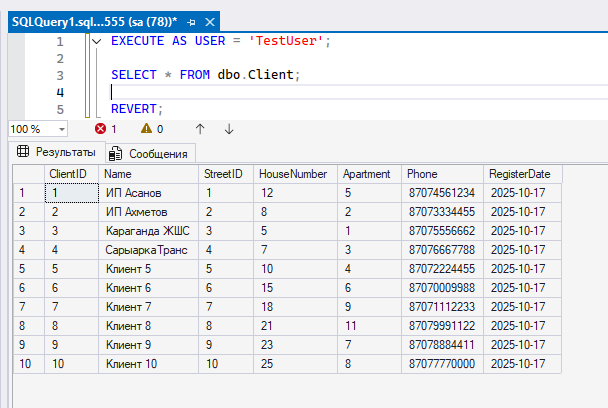 SQLQuery1.sql...555 (sa (78))*
1 EXECUTE AS USER = 'TestUser';
2
3 SELECT * FROM dbo.Client;
4
5 REVERT;
100 % 1 0
Результаты Сообщения
ClientID Name StreetID HouseNumber Apartment Phone RegisterDate
1 1 ИП Асанов 1 12 5 87074561234 2025-10-17
2 2 ИП Ахметов 2 8 2 87073334455 2025-10-17
3 3 Караганда ЖШС 3 5 1 87075556662 2025-10-17
4 4 СарыаркаТранс 4 7 3 87076667788 2025-10-17
5 5 Клиент 5 5 10 4 87072224455 2025-10-17
6 6 Клиент 6 6 15 6 87070009988 2025-10-17
7 7 Клиент 7 7 18 9 87071112233 2025-10-17
8 8 Клиент 8 8 21 11 87079991122 2025-10-17
9 9 Клиент 9 9 23 7 87078884411 2025-10-17
10 10 Клиент 10 10 25 8 87077770000 2025-10-17